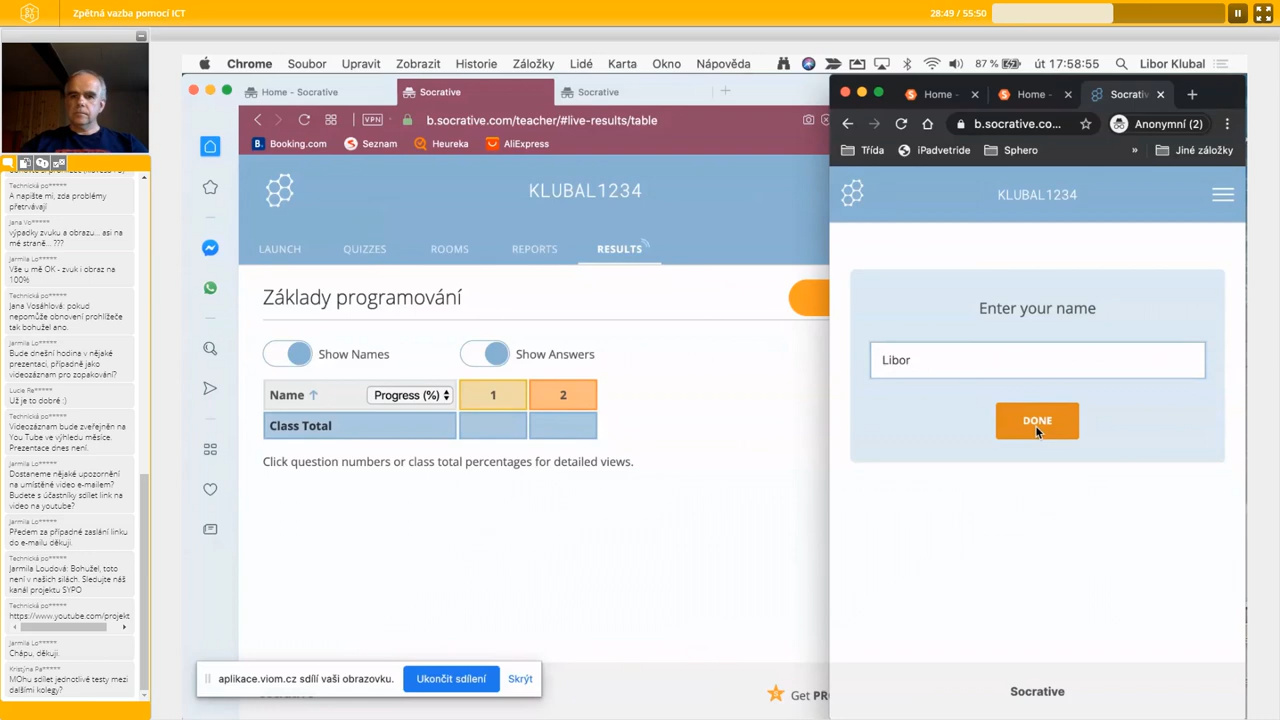 Zpětná vazba pomocí ICT
28:49 / 55:50
Chrome Soubor Upravit Zobrazit Historie Záložky Lidé Karta Okno Nápověda
87 % út 17:58:55 Libor Klubal
Home - Socrative
Socrative
Socrative
VPN b.socrative.com/teacher/#live-results/table
Booking.com Seznam Heureka AliExpress
KLUBAL1234
LAUNCH QUIZZES ROOMS REPORTS RESULTS
Základy programování
Show Names Show Answers
Name Progress (%) 1 2
Class Total
Click question numbers or class total percentages for detailed views.
aplikace.viom.cz sdílí vaši obrazovku. Ukončit sdílení Skrýt
Get PR
Home - Home - Socrativ
b.socrative.co... Anonymní (2)
Třída iPadvetride Sphero » Jiné záložky
KLUBAL1234
Enter your name
Libor
DONE
Socrative
Technická po*****
A napište mi, zda problémy
přetrvávají
Jana Vo*****
výpadky zvuku a obrazu... asi na
mé straně... ???
Jarmila Lo*****
Vše u mě OK - zvuk i obraz na
100%
Technická po*****
Jana Vosáhlová: pokud
nepomůže obnovení prohlížeče
tak bohužel ano.
Jarmila Lo*****
Bude dnešní hodina v nějaké
prezentaci, případně jako
videozáznam pro zopakování?
Lucie Re*****
Už je to dobré :)
Technická po*****
Videozáznam bude zveřejněn na
You Tube ve výhledu měsíce.
Prezentace dnes není.
Jarmila Lo*****
Dostaneme nějaké upozornění
na umístěné video e-mailem?
Budete s účastníky sdílet link na
video na youtube?
Jarmila Lo*****
Předem za případné zaslání linku
do e-mailu děkuji.
Technická po*****
Jarmila Loudová: Bohužel, toto
není v našich silách. Sledujte náš
kanál projektu SYPO
Technická po*****
https://www.youtube.com/projekt
Jarmila Lo*****
Chápu, děkuji.
Kristýna Pa*****
MOhu sdílet jednotlivé testy mezi
dalšími kolegy?